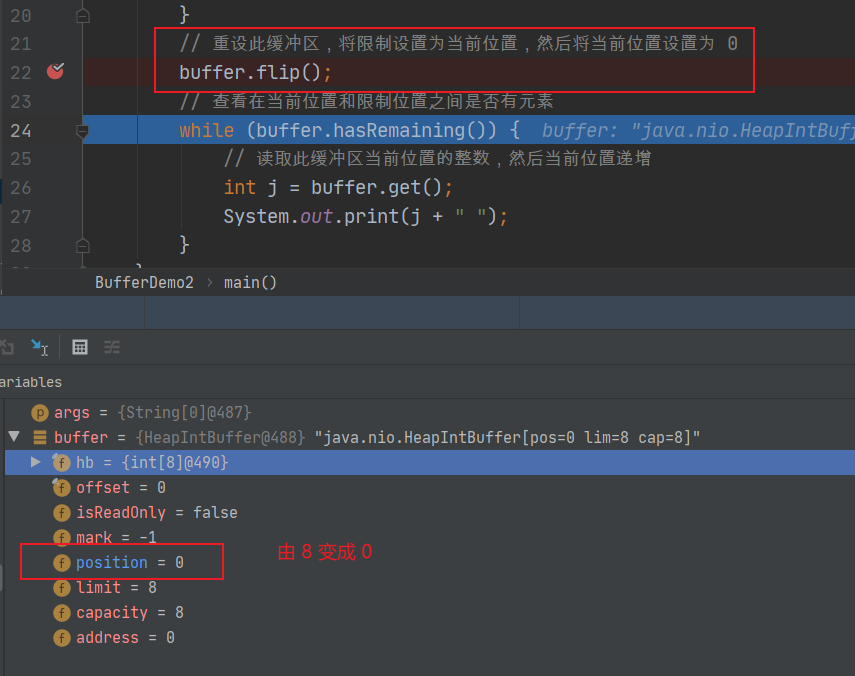 20 }
21 // 重设此缓冲区，将限制设置为当前位置，然后将当前位置设置为 0
22 buffer.flip();
23 // 查看在当前位置和限制位置之间是否有元素
24 while (buffer.hasRemaining()) { buffer: "java.nio.HeapIntBuff
25 // 读取此缓冲区当前位置的整数，然后当前位置递增
26 int j = buffer.get();
27 System.out.print(j + " ");
28 }
BufferDemo2 › main()
ariables
p args = {String[0]@487}
buffer = {HeapIntBuffer@488} "java.nio.HeapIntBuffer[pos=0 lim=8 cap=8]"
f hb = {int[8]@490}
f offset = 0
f isReadOnly = false
f mark = -1
f position = 0
由 8 变成 0
f limit = 8
f capacity = 8
f address = 0